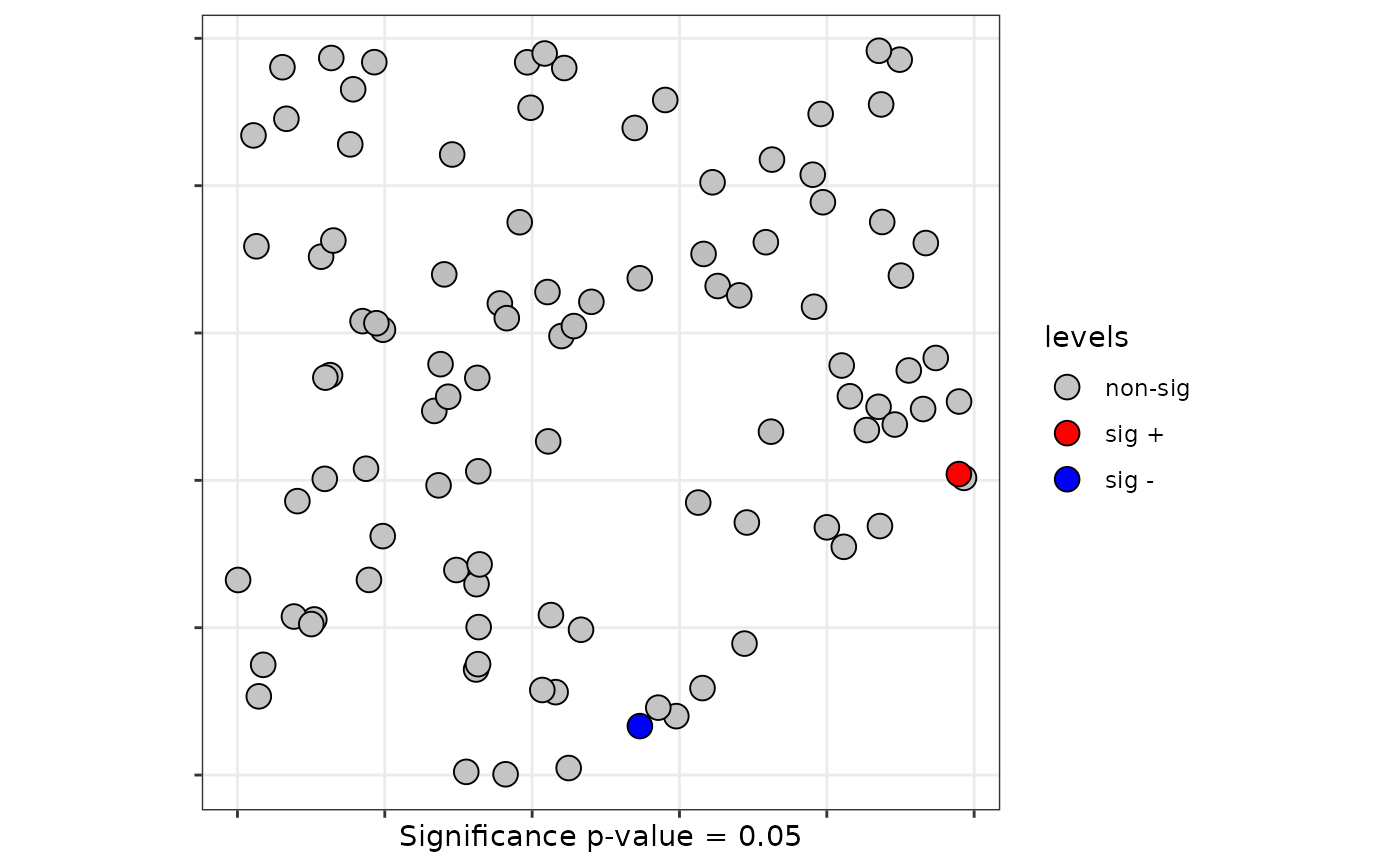 levels
non-sig
sig +
sig -
Significance p-value = 0.05